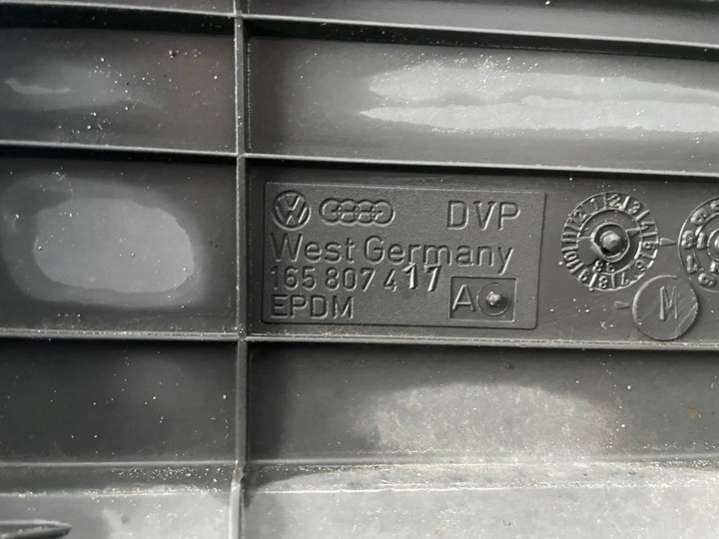 DVP
West Germany
165 807 417
EPDM A
M